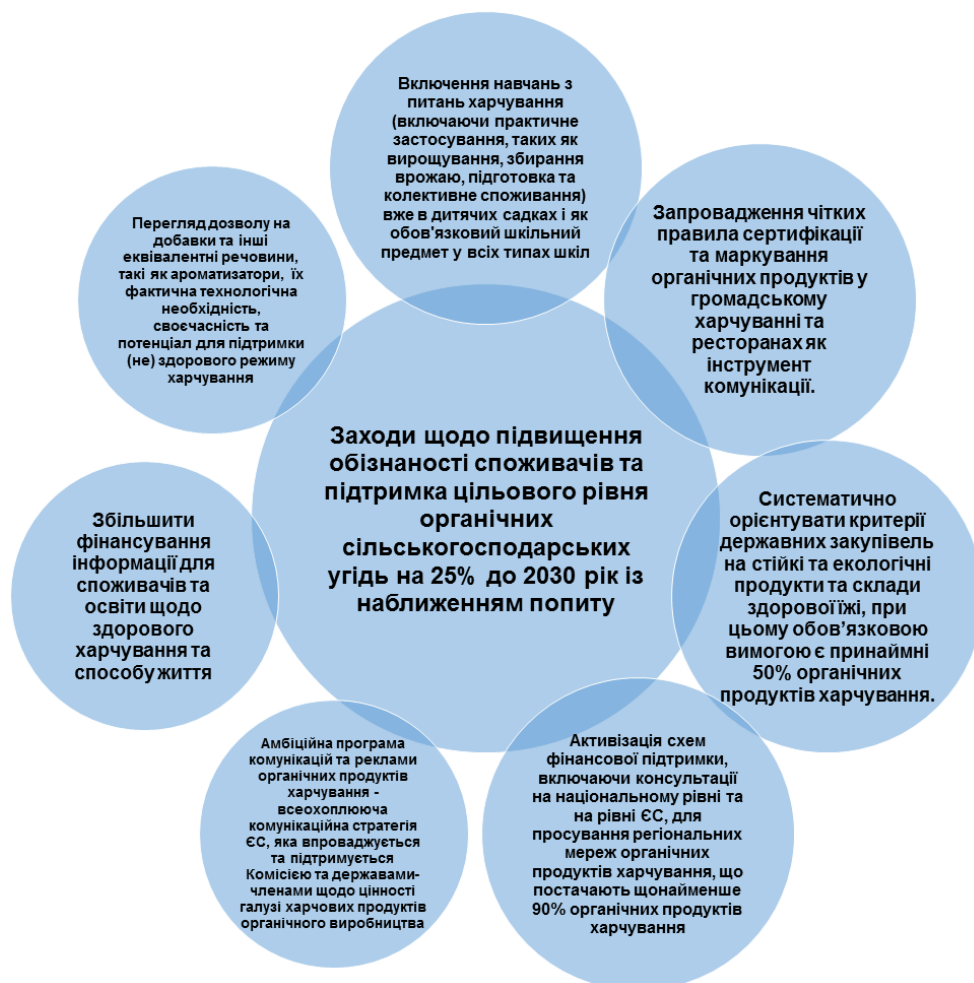 Включення навчань з
питань харчування
(включаючи практичне
застосування, таких як
вирощування, збирання
врожаю, підготовка та
колективне споживання)
вже в дитячих садках і як
обов'язковий шкільний
предмет у всіх типах шкіл
Запровадження чітких
правила сертифікації
та маркування
органічних продуктів у
громадському
харчуванні та
ресторанах як
інструмент
комунікації.
Систематично
орієнтувати критерії
державних закупівель
на стійкі та екологічні
продукти та склади
здорової їжі, при
цьому обов’язковою
вимогою є принаймні
50% органічних
продуктів харчування.
Активізація схем
фінансової підтримки,
включаючи консультації
на національному рівні та
на рівні ЄС, для
просування регіональних
мереж органічних
продуктів харчування, що
постачають щонайменше
90% органічних продуктів
харчування
Амбіційна програма
комунікацій та реклами
органічних продуктів
харчування -
всеохоплююча
комунікаційна стратегія
ЄС, яка впроваджується
та підтримується
Комісією та державами-
членами щодо цінності
галузі харчових продуктів
органічного виробництва
Збільшити
фінансування
інформації для
споживачів та
освіти щодо
здорового
харчування та
способу життя
Перегляд дозволу на
добавки та інші
еквівалентні речовини,
такі як ароматизатори, їх
фактична технологічна
необхідність,
своєчасність та
потенціал для підтримки
(не) здорового режиму
харчування
Заходи щодо підвищення
обізнаності споживачів та
підтримка цільового рівня
органічних
сільськогосподарських
угідь на 25% до 2030 рік із
наближенням попиту